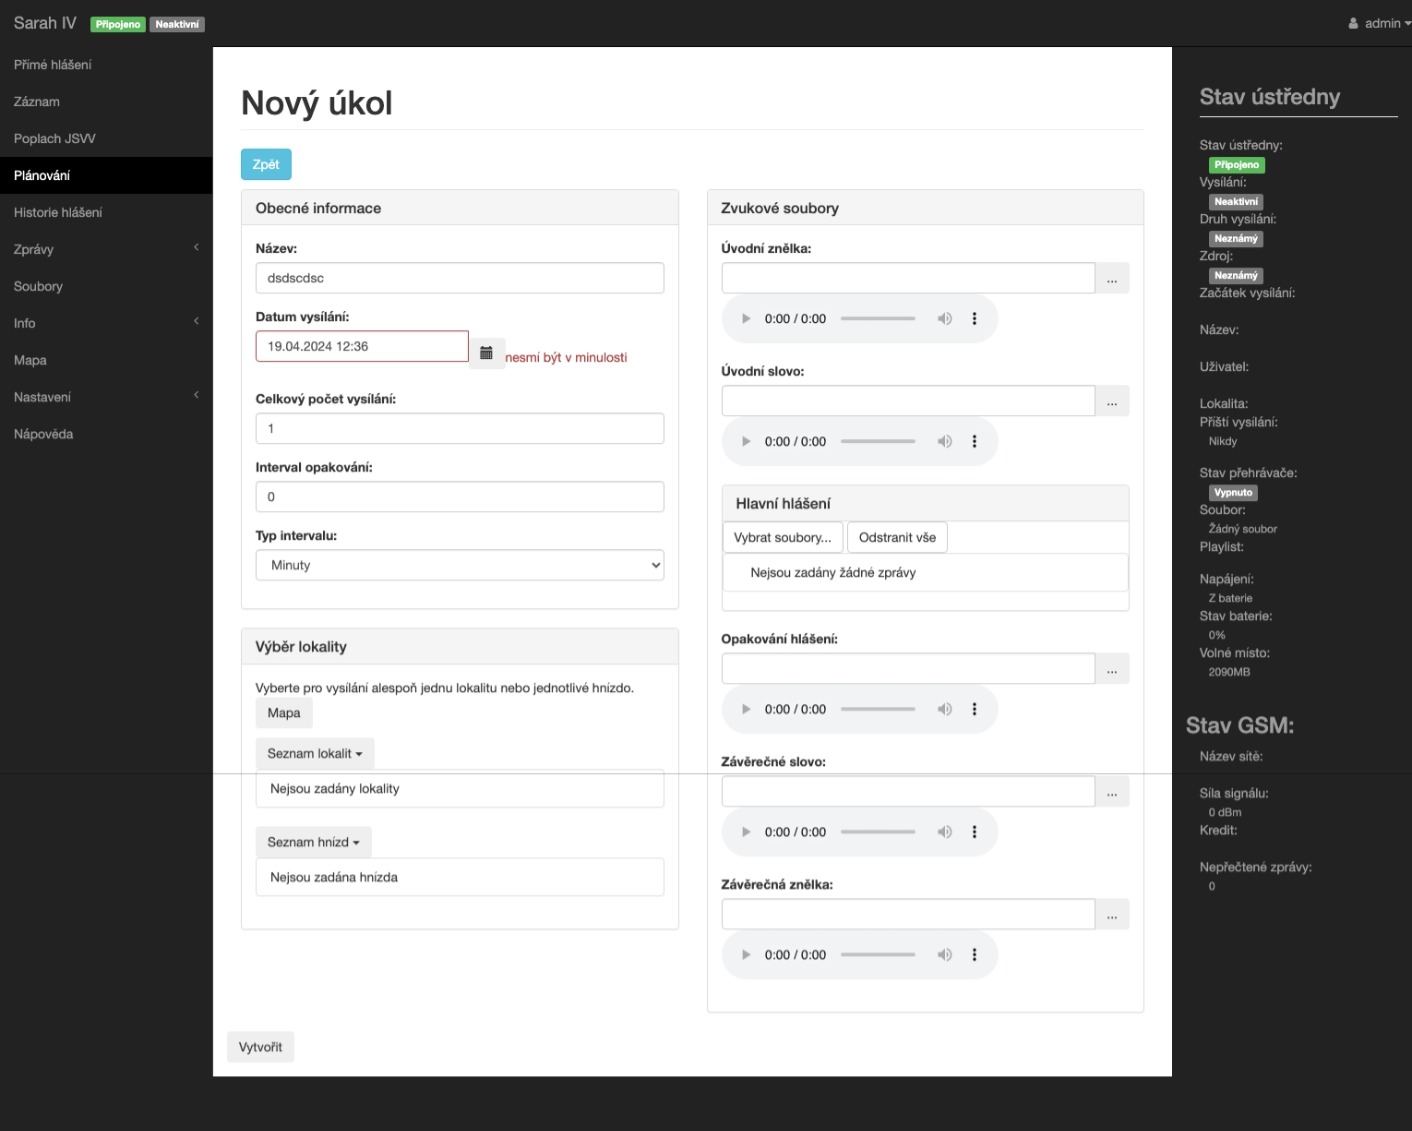 Sarah IV Připojeno Neaktivní
admin
Přímé hlášení
Záznam
Poplach JSVV
Plánování
Historie hlášení
Zprávy
Soubory
Info
Mapa
Nastavení
Nápověda
Nový úkol
Zpět
Obecné informace
Název:
dsdscdsc
Datum vysílání:
19.04.2024 12:36
nesmí být v minulosti
Celkový počet vysílání:
1
Interval opakování:
0
Typ intervalu:
Minuty
Výběr lokality
Vyberte pro vysílání alespoň jednu lokalitu nebo jednotlivé hnízdo.
Mapa
Seznam lokalit
Nejsou zadány lokality
Seznam hnízd
Nejsou zadána hnízda
Zvukové soubory
Úvodní znělka:
...
0:00 / 0:00
Úvodní slovo:
...
0:00 / 0:00
Hlavní hlášení
Vybrat soubory... Odstranit vše
Nejsou zadány žádné zprávy
Opakování hlášení:
...
0:00 / 0:00
Závěrečné slovo:
...
0:00 / 0:00
Závěrečná znělka:
...
0:00 / 0:00
Vytvořit
Stav ústředny
Stav ústředny:
Připojeno
Vysílání:
Neaktivní
Druh vysílání:
Neznámý
Zdroj:
Neznámý
Začátek vysílání:
Název:
Uživatel:
Lokalita:
Příští vysílání:
Nikdy
Stav přehrávače:
Vypnuto
Soubor:
Žádný soubor
Playlist:
Napájení:
Z baterie
Stav baterie:
0%
Volné místo:
2090MB
Stav GSM:
Název sítě:
Síla signálu:
0 dBm
Kredit:
Nepřečtené zprávy:
0